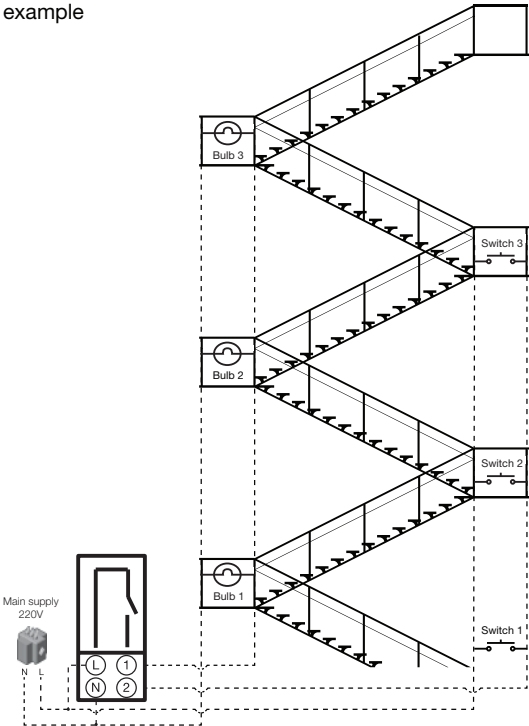 example
Bulb 3
Switch 3
Bulb 2
Switch 2
Bulb 1
Main supply
220V
Switch 1
L 1
N L
N 2